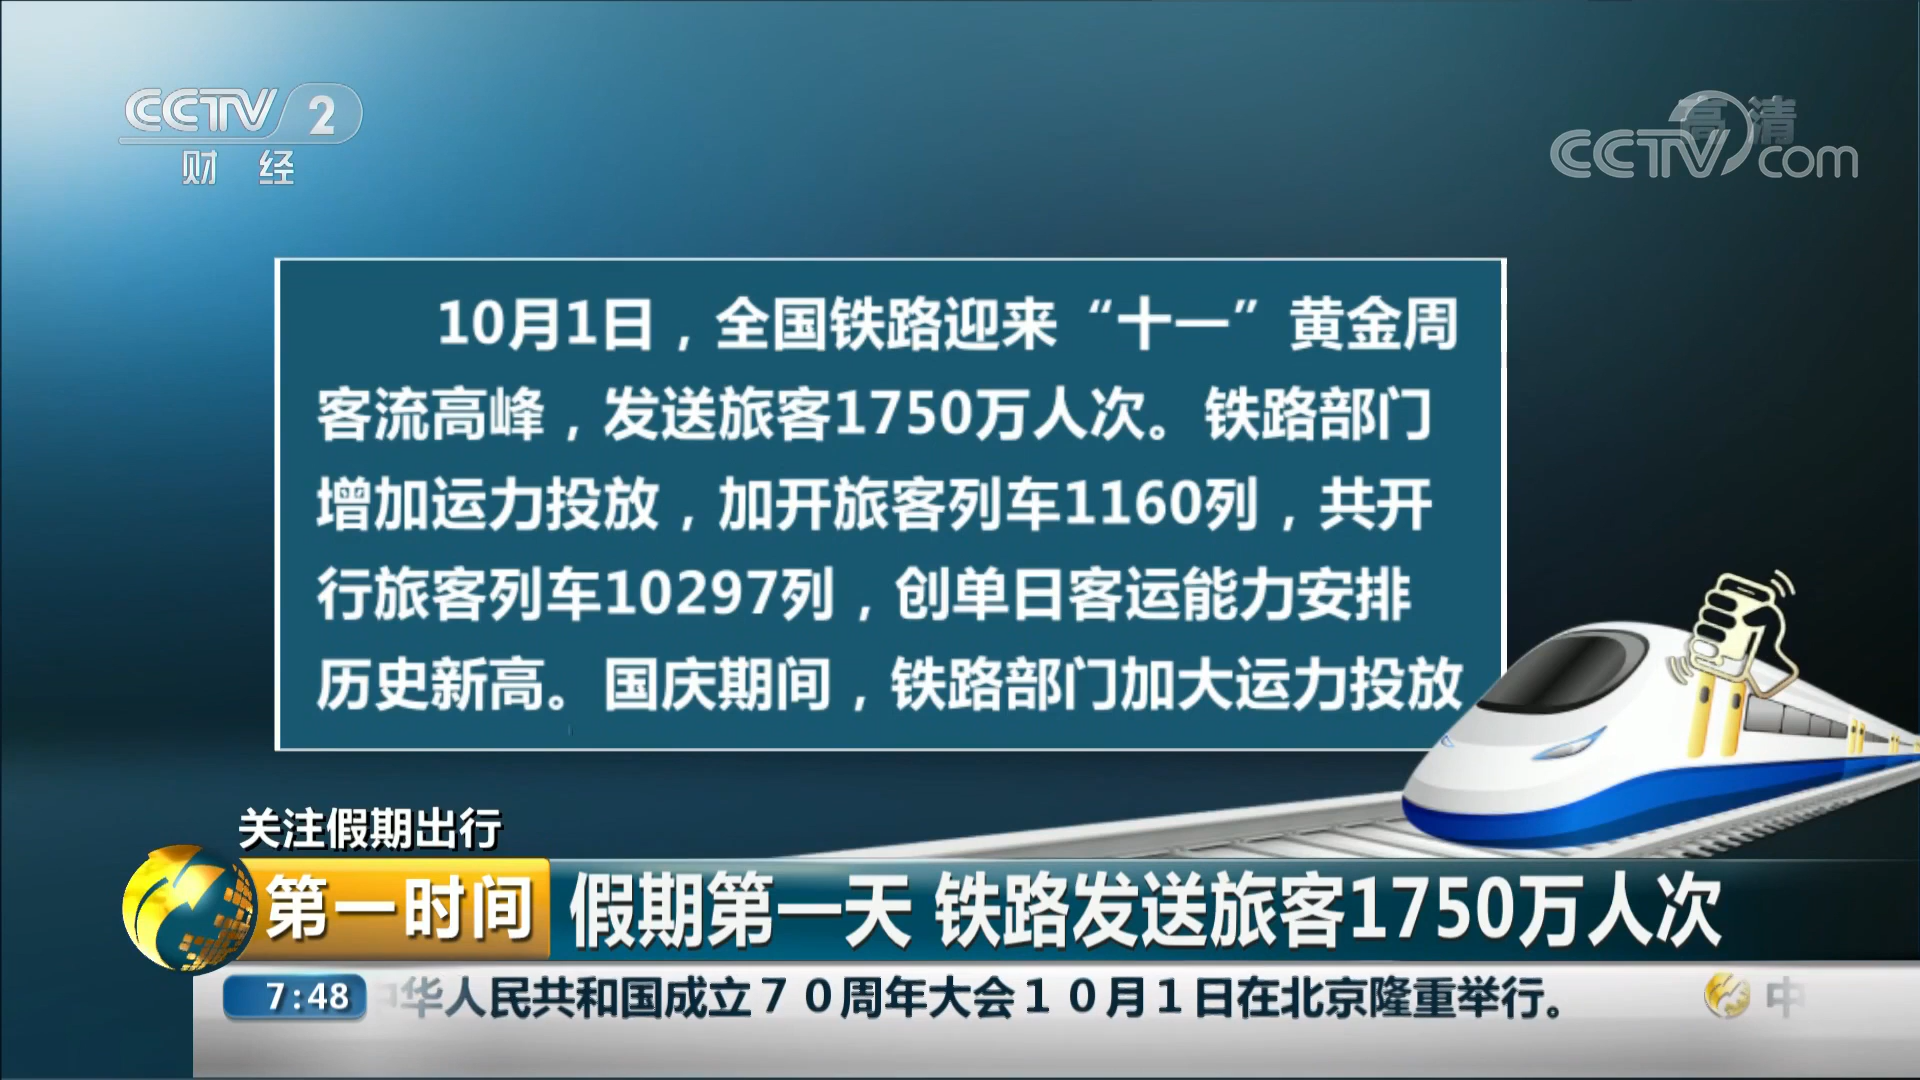 CCTV 2
财 经
高清
CCTV com
10月1日，全国铁路迎来“十一”黄金周
客流高峰，发送旅客1750万人次。铁路部门
增加运力投放，加开旅客列车1160列，共开
行旅客列车10297列，创单日客运能力安排
历史新高。国庆期间，铁路部门加大运力投放
关注假期出行
第一时间
假期第一天 铁路发送旅客1750万人次
7:48
中华人民共和国成立７０周年大会１０月１日在北京隆重举行。
中